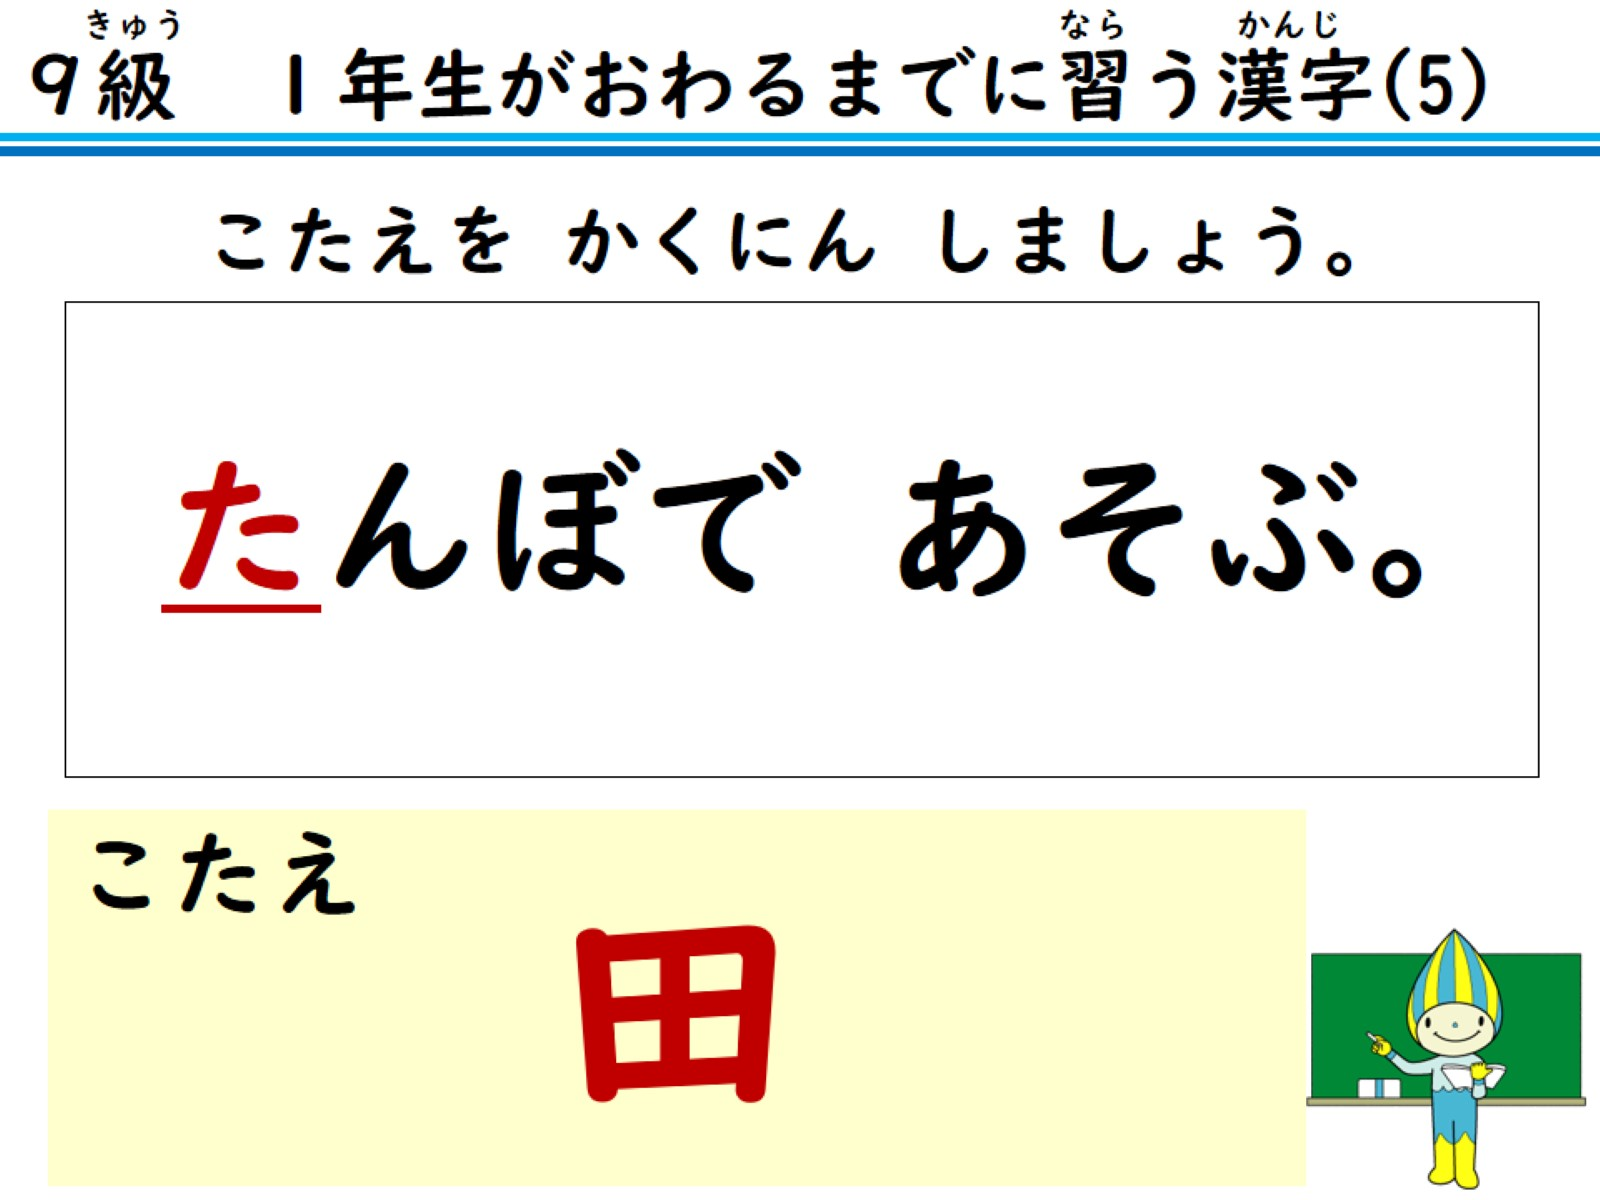 きゅう なら かんじ
9級 1年生がおわるまでに習う漢字(5)
こたえを かくにん しましょう。
たんぼで あそぶ。
こたえ
田